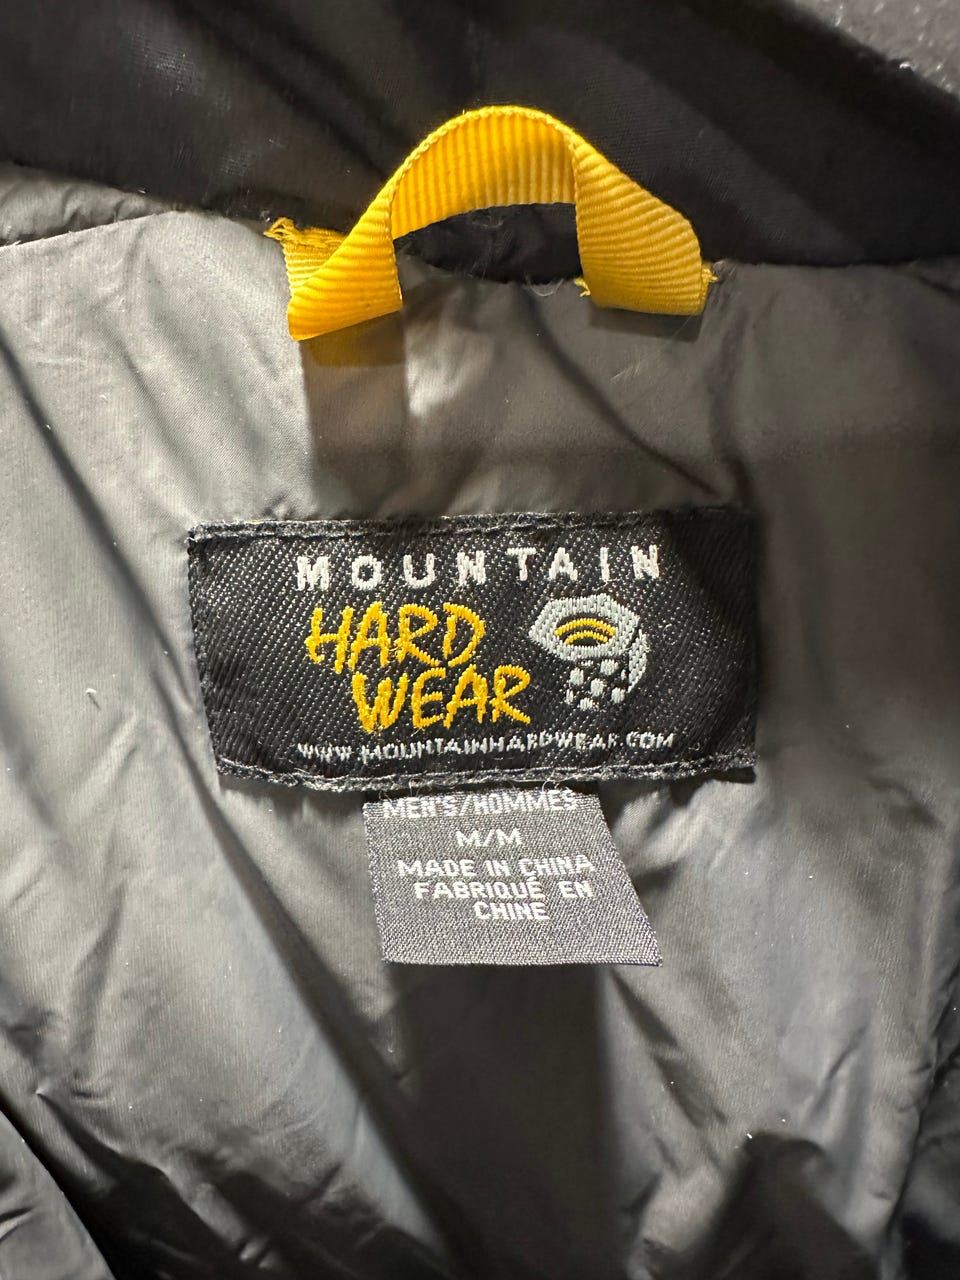 MOUNTAIN
HARD
WEAR
WWW.MOUNTAINHARDWEAR.COM
MEN'S/HOMMES
M/M
MADE IN CHINA
FABRIQUÉ EN
CHINE